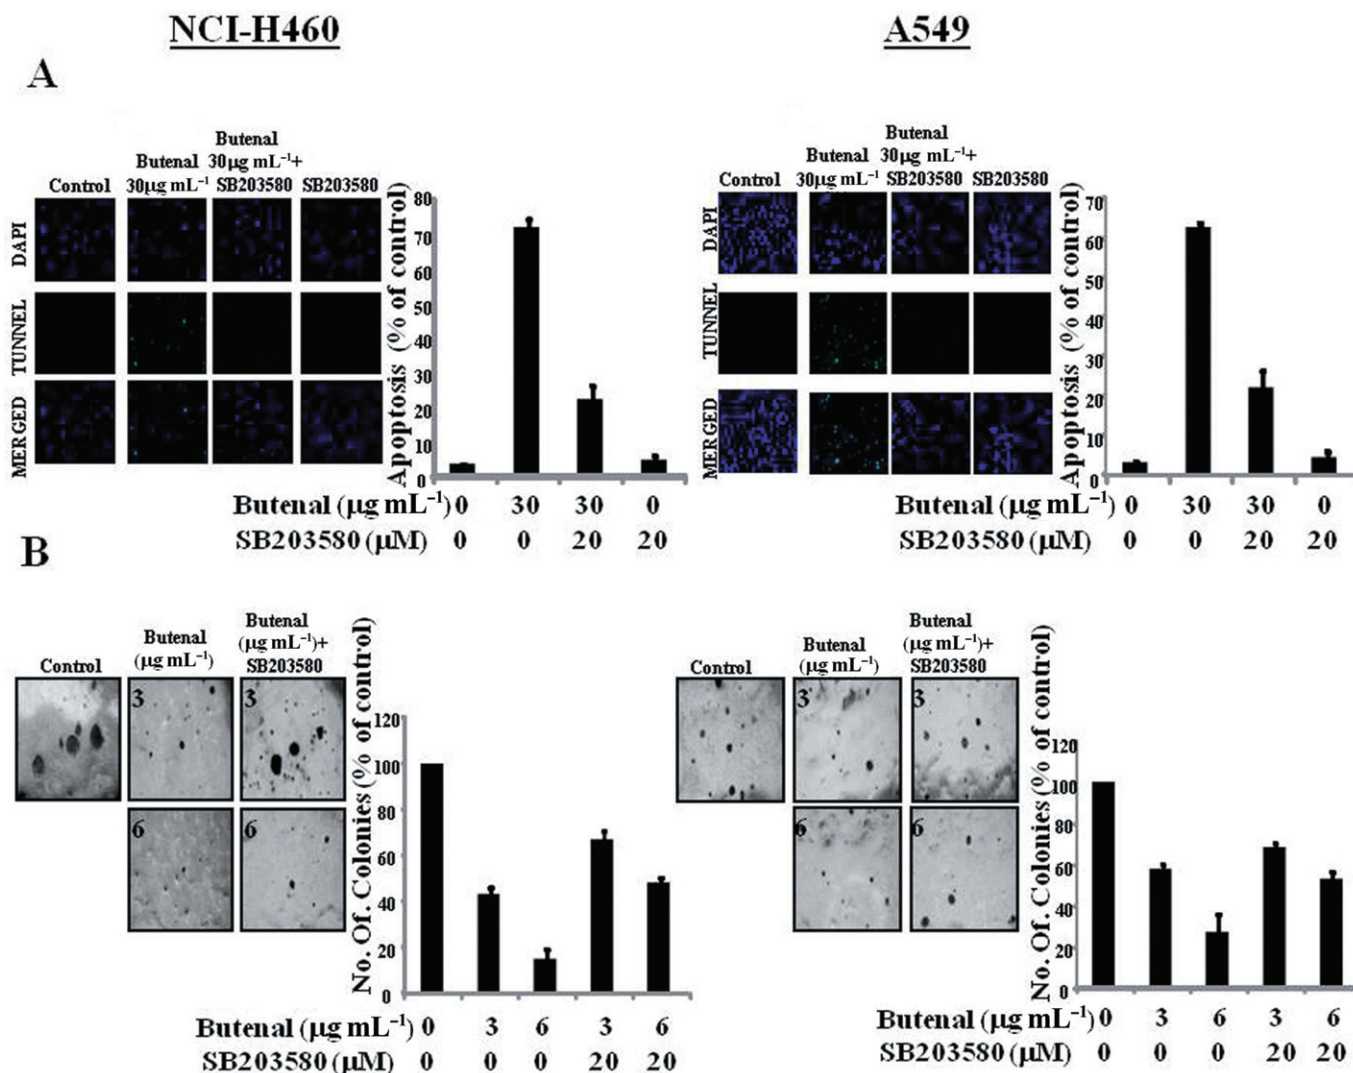 NCI-H460
A549
A
Control
Butenal
30μg mL⁻¹
Butenal
30μg mL⁻¹+
SB203580
SB203580
DAPI
TUNNEL
MERGED
Apoptosis (% of control)
80
70
60
50
40
30
20
10
0
Butenal (μg mL⁻¹) 0 30 30 0
SB203580 (μM) 0 0 20 20
Control
Butenal
30μg mL⁻¹
Butenal
30μg mL⁻¹+
SB203580
SB203580
DAPI
TUNNEL
MERGED
Apoptosis (% of control)
70
60
50
40
30
20
10
0
Butenal (μg mL⁻¹) 0 30 30 0
SB203580 (μM) 0 0 20 20
B
Control
Butenal
(μg mL⁻¹)
Butenal
(μg mL⁻¹)+
SB203580
3
3
6
6
No. Of. Colonies (% of control)
120
100
80
60
40
20
0
Butenal (μg mL⁻¹) 0 3 6 3 6
SB203580 (μM) 0 0 0 20 20
Control
Butenal
(μg mL⁻¹)
Butenal
(μg mL⁻¹)+
SB203580
3
3
6
6
No. Of. Colonies (% of control)
120
100
80
60
40
20
0
Butenal (μg mL⁻¹) 0 3 6 3 6
SB203580 (μM) 0 0 0 20 20